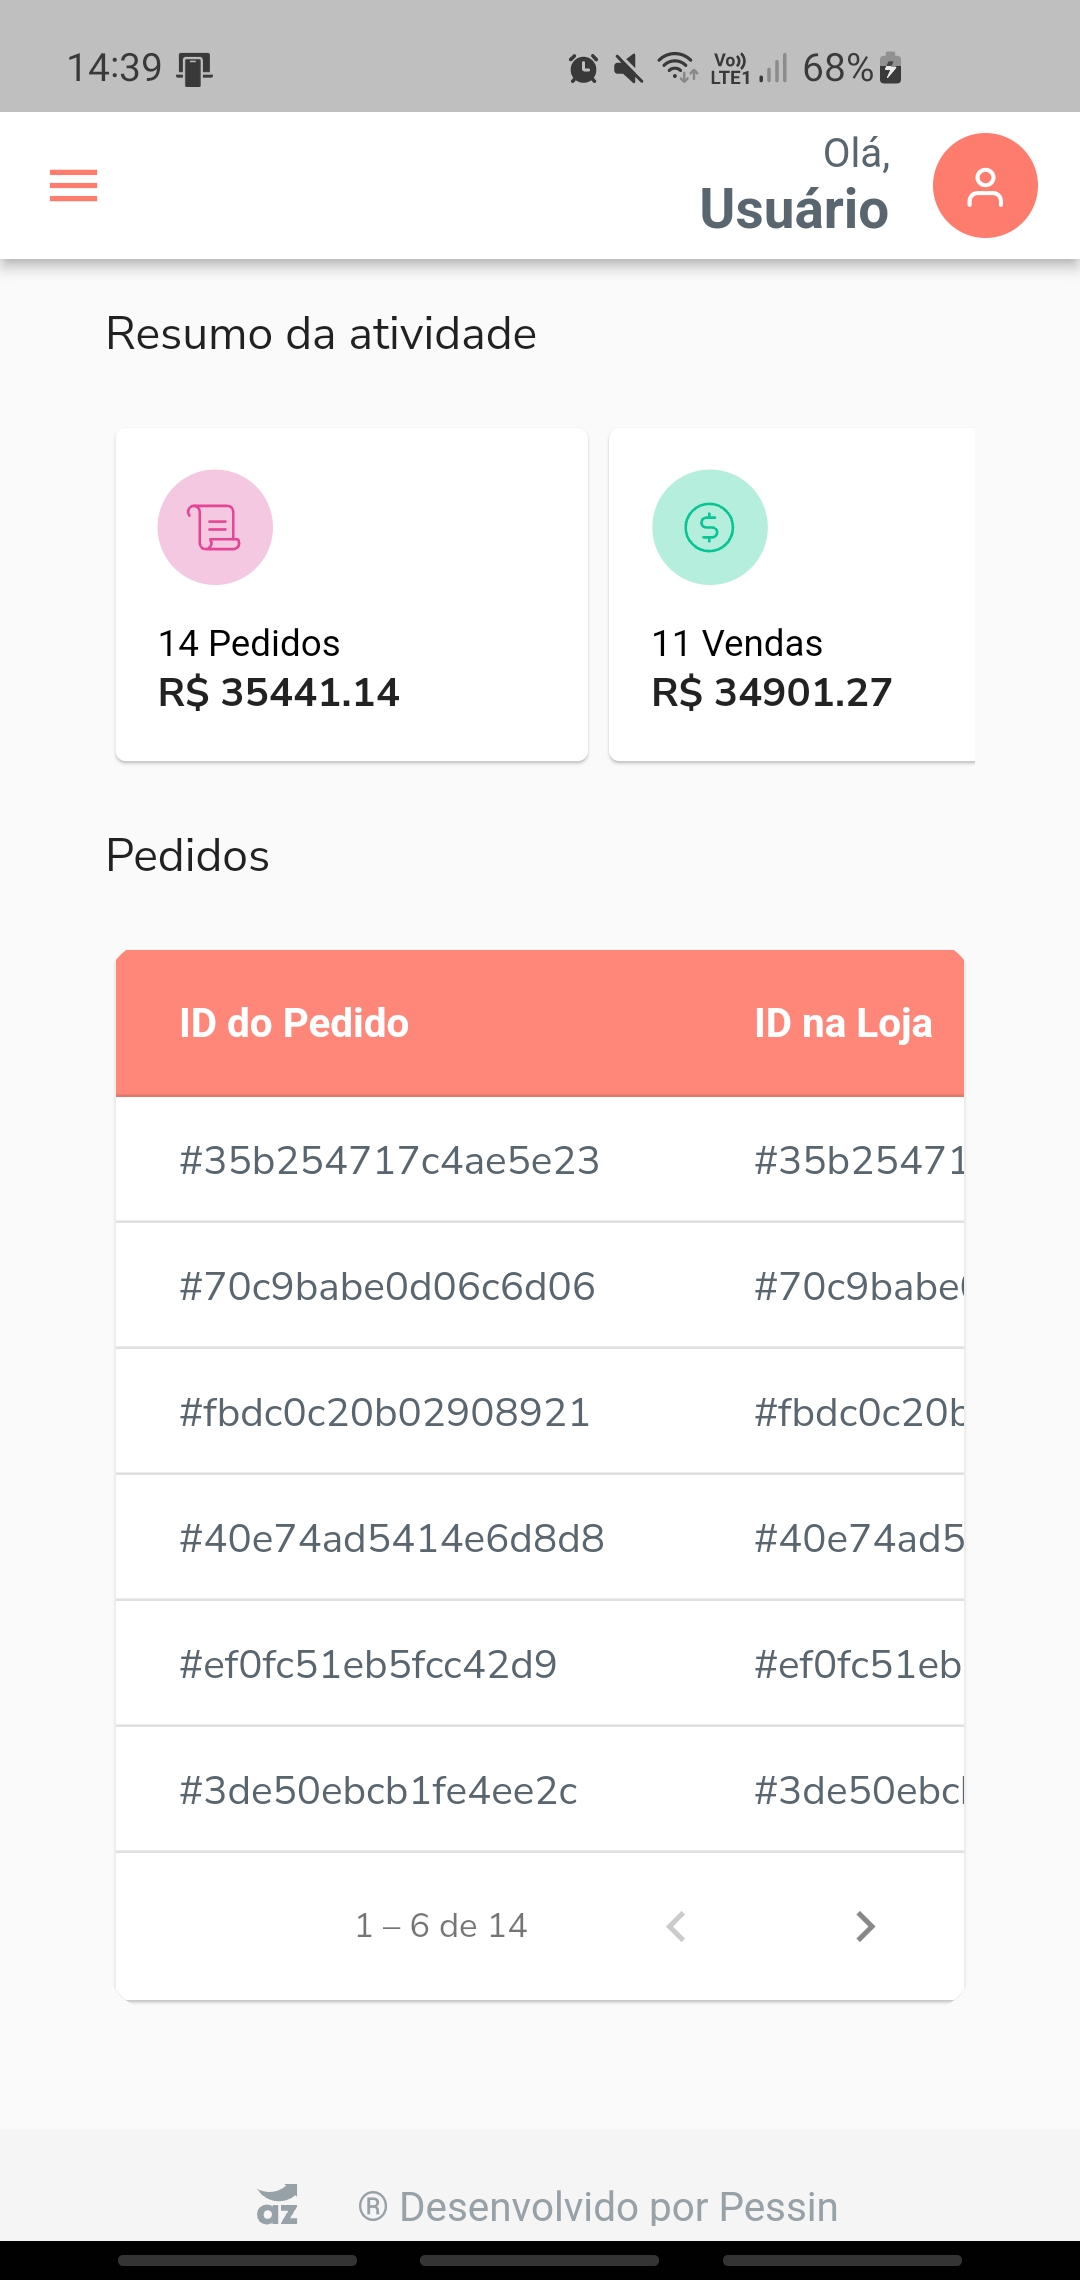 14:39
Vo))
LTE1
68%
Olá,
Usuário
Resumo da atividade
14 Pedidos
R$ 35441.14
11 Vendas
R$ 34901.27
Pedidos
ID do Pedido ID na Loja
#35b254717c4ae5e23 #35b25471
#70c9babe0d06c6d06 #70c9babe
#fbdc0c20b02908921 #fbdc0c20b
#40e74ad5414e6d8d8 #40e74ad5
#ef0fc51eb5fcc42d9 #ef0fc51eb
#3de50ebcb1fe4ee2c #3de50ebc
1 – 6 de 14
az ® Desenvolvido por Pessin